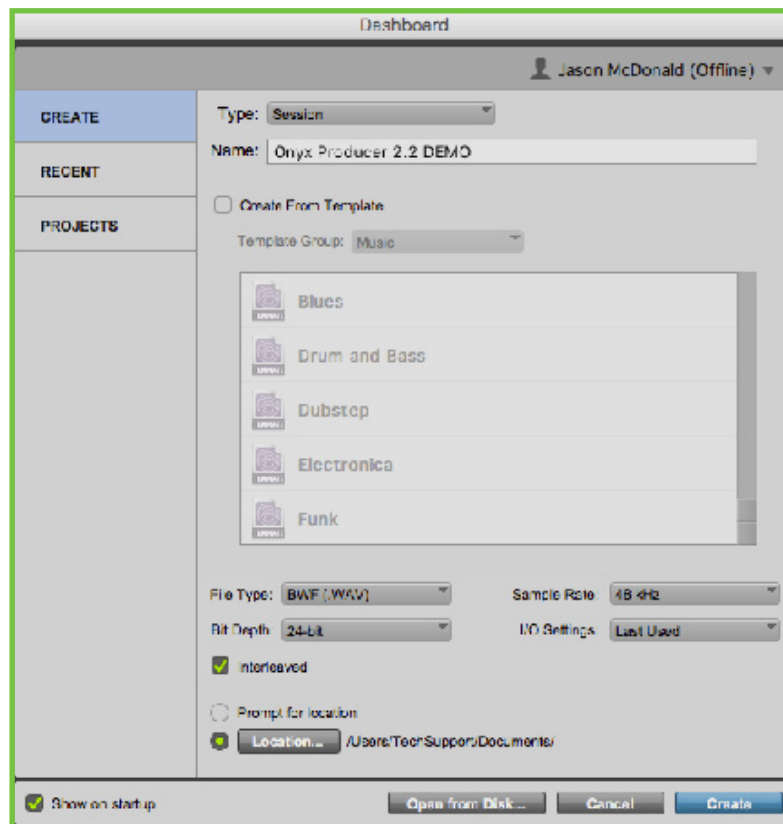 Dashboard
Jason McDonald (Offline)
CREATE
RECENT
PROJECTS
Type: Session
Name: Onyx Producer 2.2 DEMO
Create From Template
Template Group: Music
Blues
Drum and Bass
Dubstep
Electronica
Funk
File Type: BWF (.WAV)
Sample Rate: 48 kHz
Bit Depth: 24-bit
I/O Settings: Last Used
Interleaved
Prompt for location
Location... /Users/TechSupport/Documents/
Show on startup
Open from Disk...
Cancel
Create